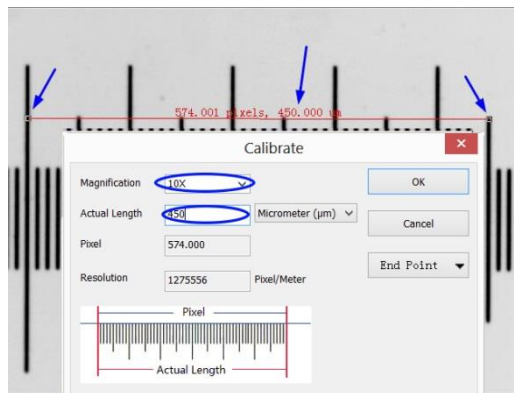 574.001 pixels, 450.000 um
Calibrate
Magnification 10X OK
Actual Length 450 Micrometer (μm) Cancel
Pixel 574.000
End Point
Resolution 1275556 Pixel/Meter
Pixel
Actual Length